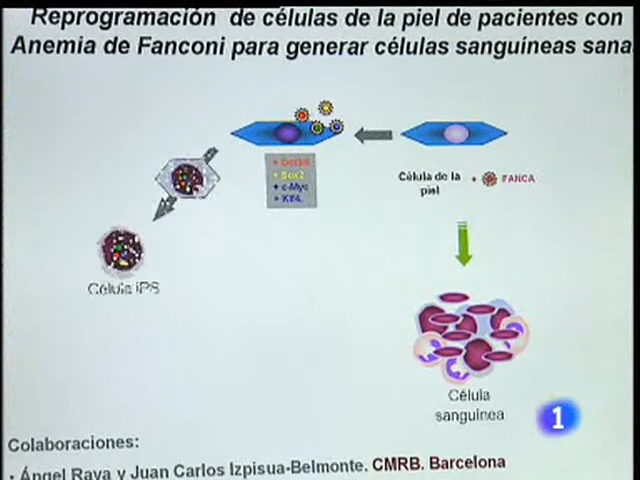 Reprogramación de células de la piel de pacientes con
Anemia de Fanconi para generar células sanguíneas sana
+ Oct3/4
+ Sox2
+ c-Myc
+ Klf4
Célula de la
piel
+ FANCA
Célula iPS
Célula
sanguínea
1
Colaboraciones:
• Ángel Raya y Juan Carlos Izpisua-Belmonte. CMRB. Barcelona